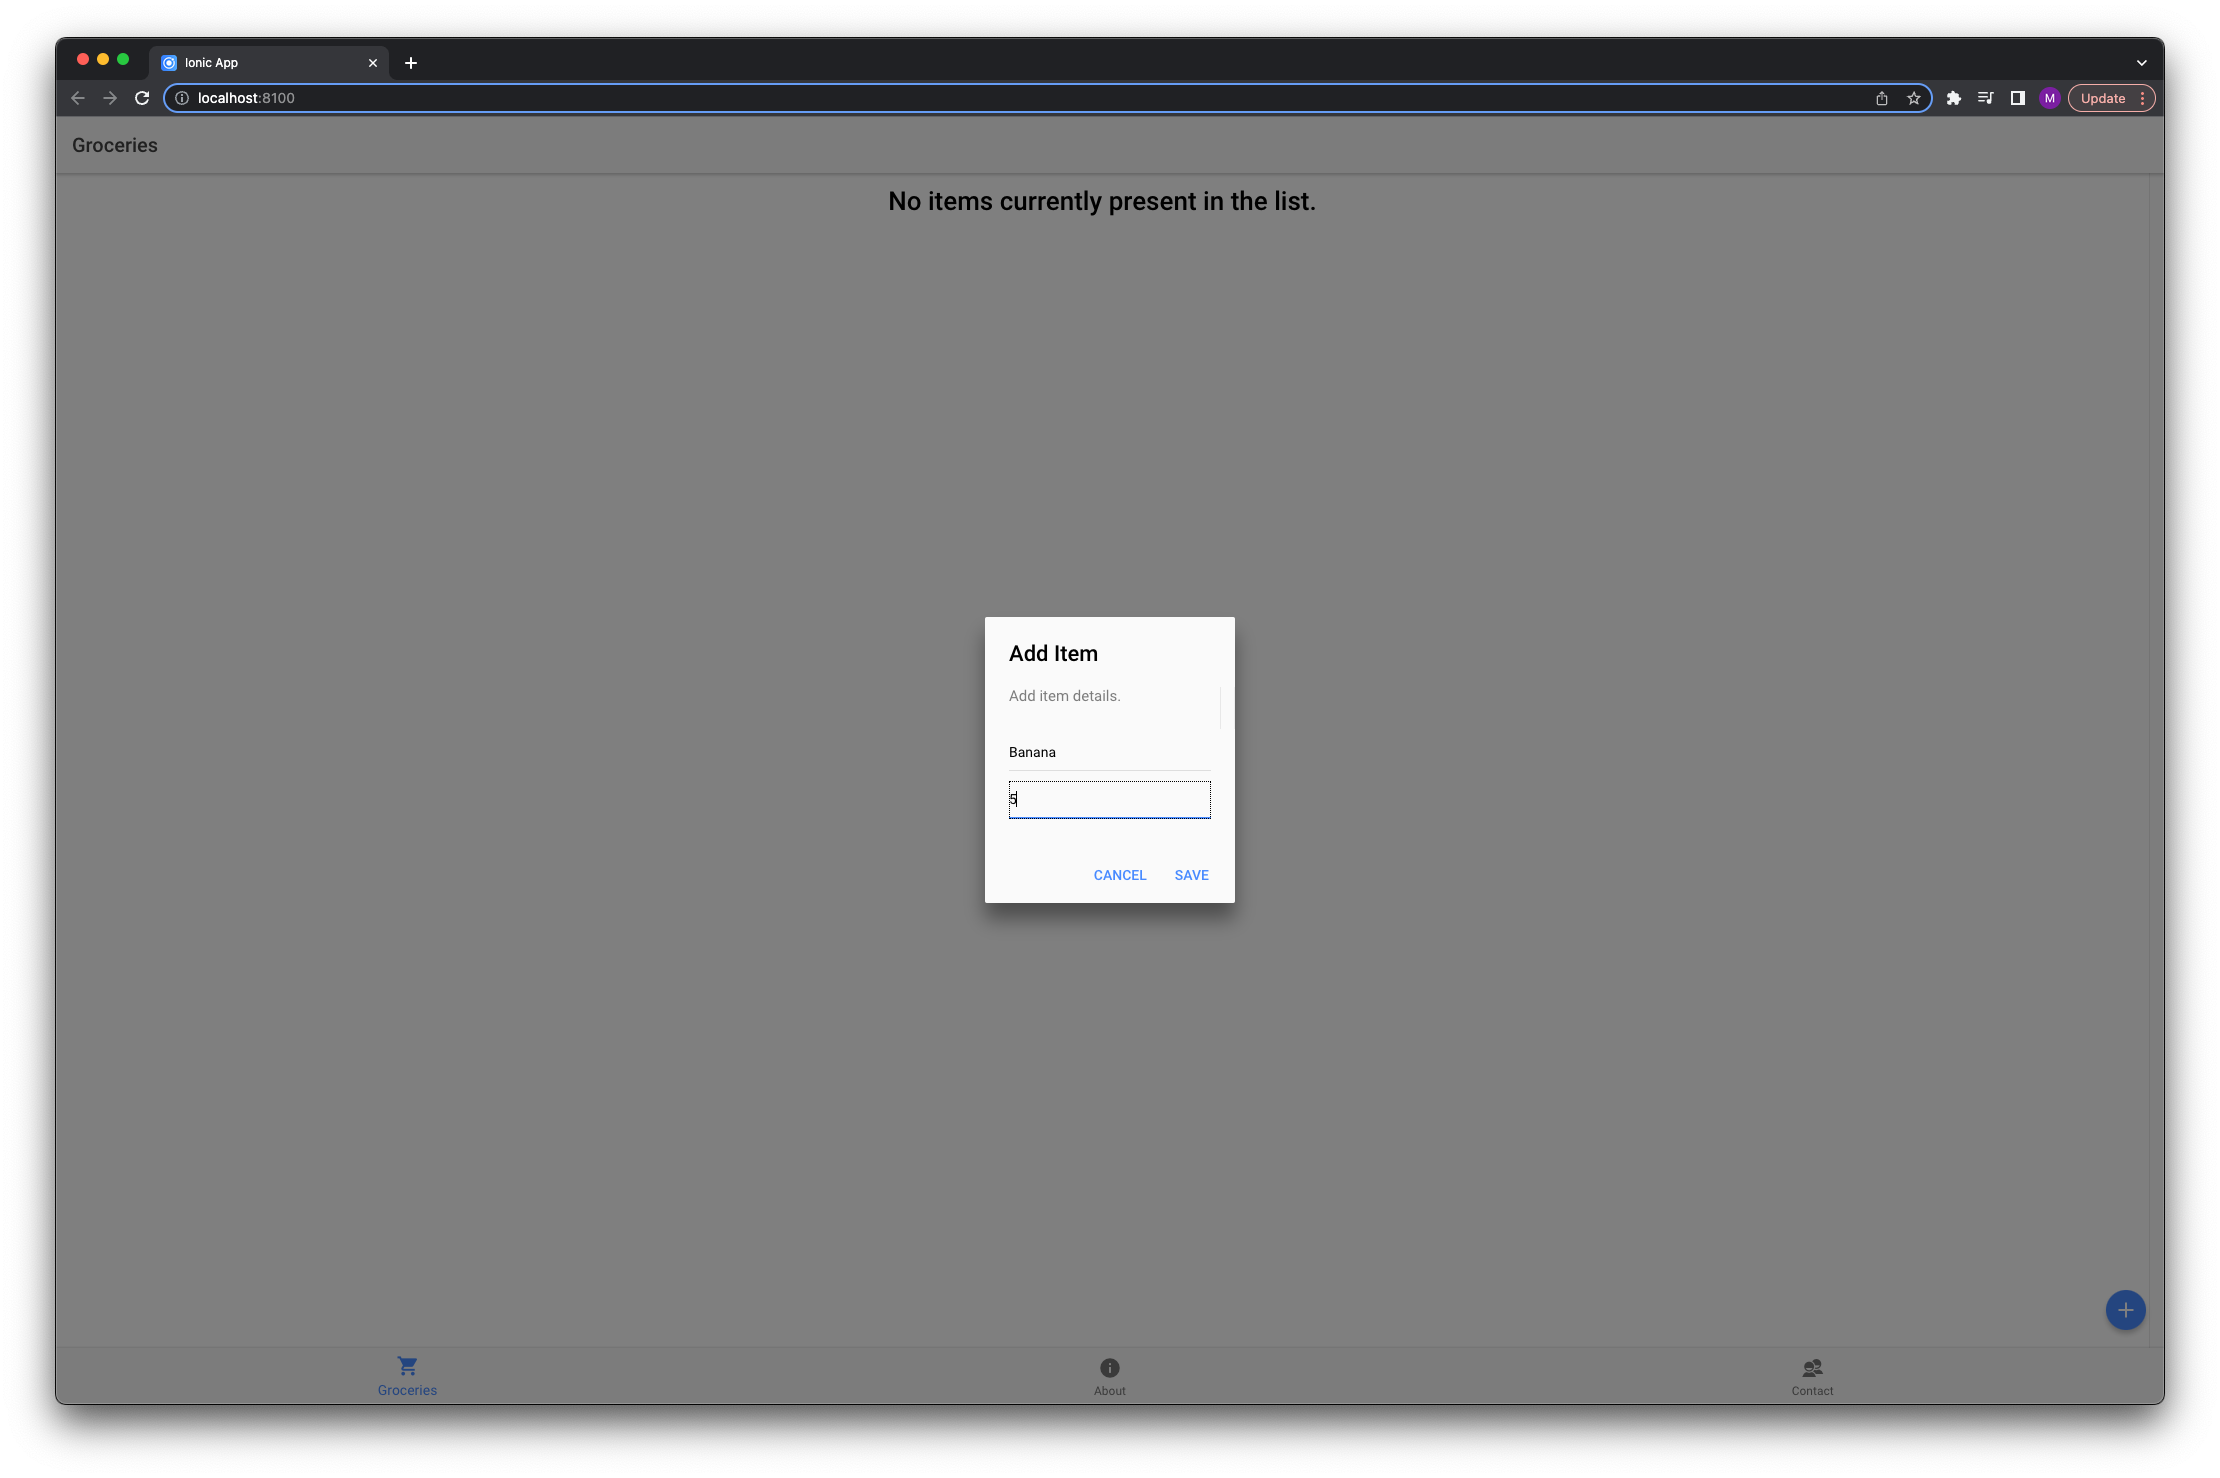 Ionic App
localhost:8100
M
Update
Groceries
No items currently present in the list.
Add Item
Add item details.
Banana
5
CANCEL
SAVE
Groceries
About
Contact